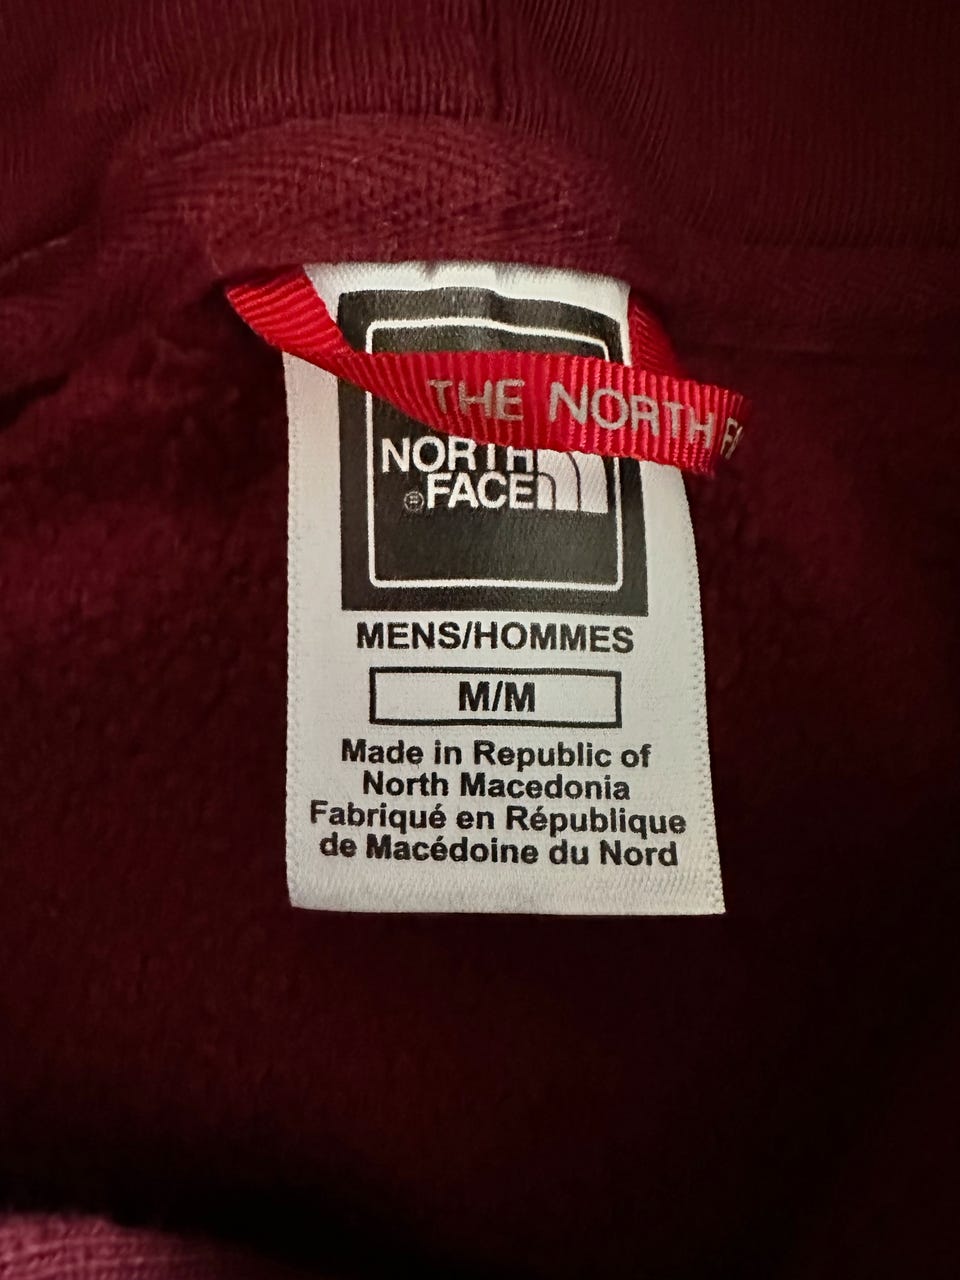 THE NORTH
NORTH
FACE
MENS/HOMMES
M/M
Made in Republic of
North Macedonia
Fabriqué en République
de Macédoine du Nord